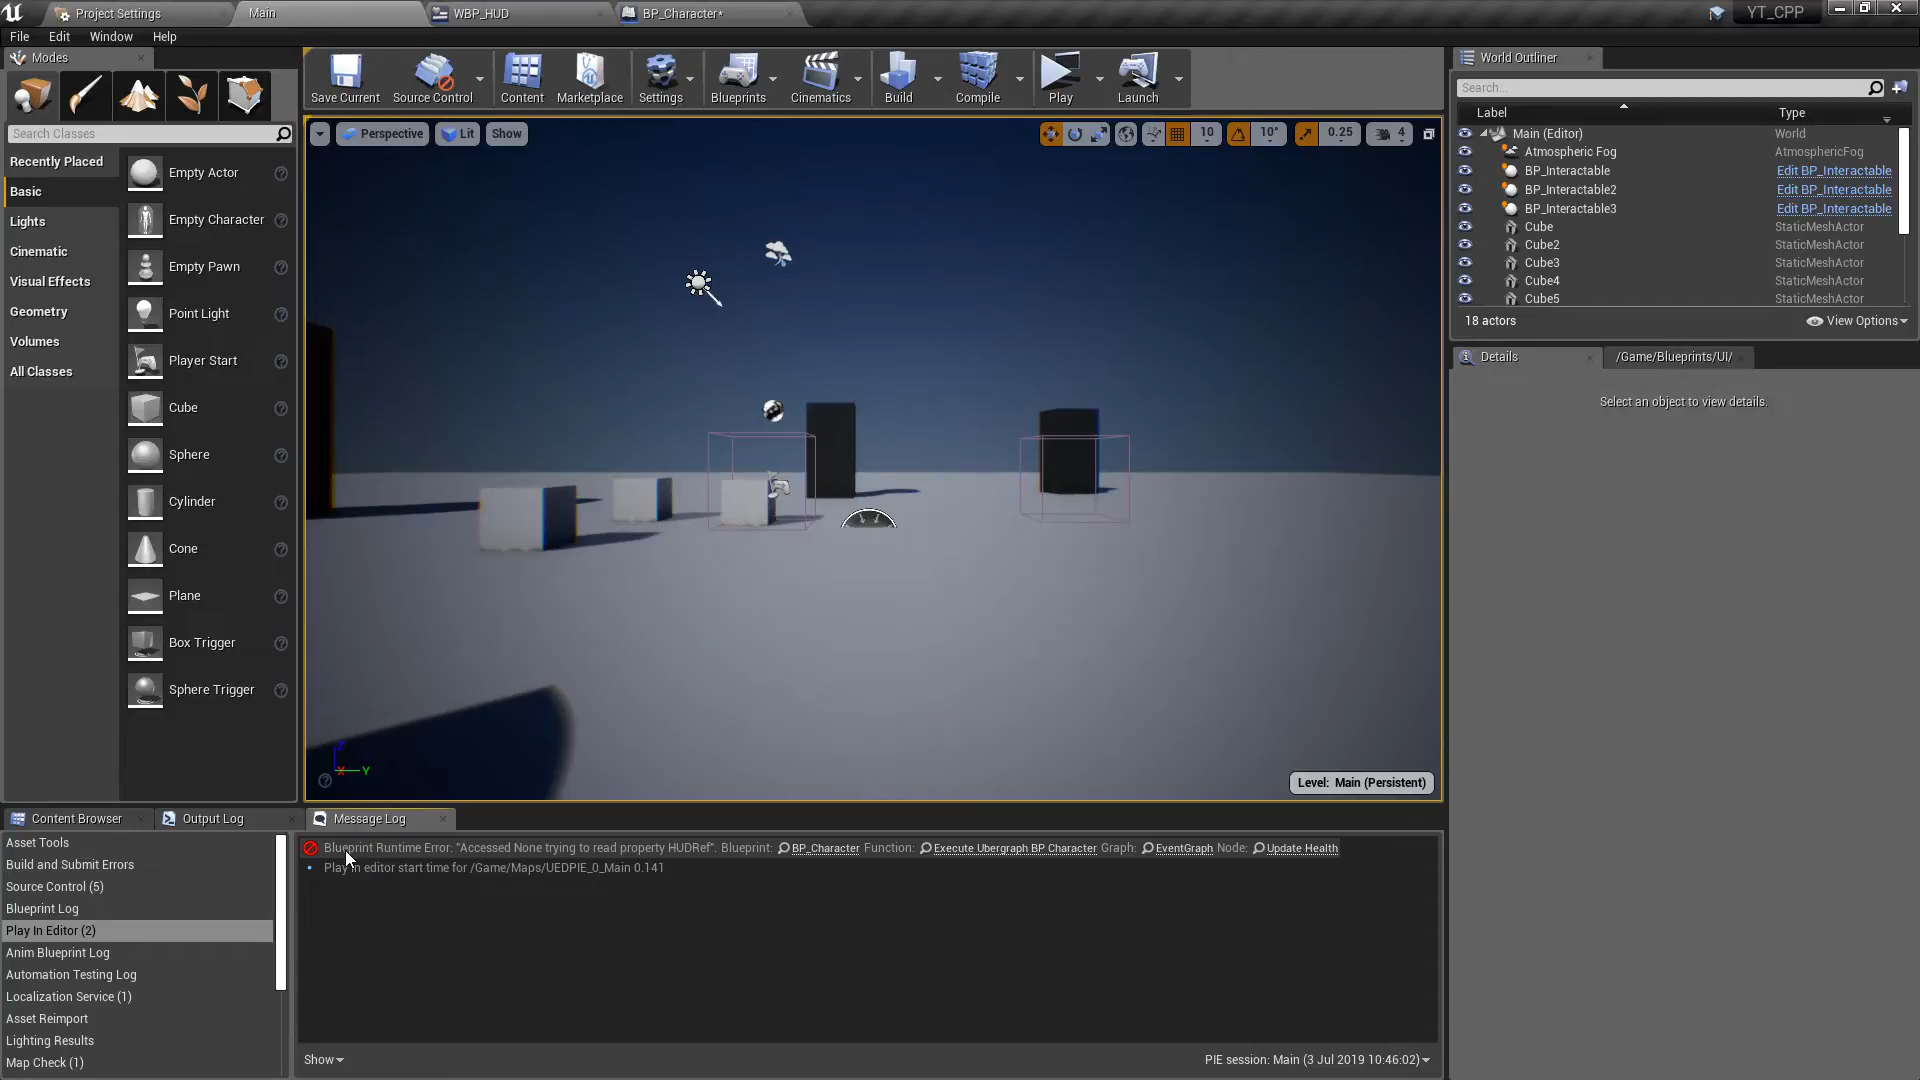 Project Settings
Main
WBP_HUD
BP_Character*
YT_CPP
File Edit Window Help
Modes
Search Classes
Recently Placed
Basic
Lights
Cinematic
Visual Effects
Geometry
Volumes
All Classes
Empty Actor
Empty Character
Empty Pawn
Point Light
Player Start
Cube
Sphere
Cylinder
Cone
Plane
Box Trigger
Sphere Trigger
Save Current
Source Control
Content
Marketplace
Settings
Blueprints
Cinematics
Build
Compile
Play
Launch
Perspective Lit Show
10 10° 0.25 4
Z
X Y
Level: Main (Persistent)
World Outliner
Search...
Label Type
Main (Editor) World
Atmospheric Fog AtmosphericFog
BP_Interactable Edit BP_Interactable
BP_Interactable2 Edit BP_Interactable
BP_Interactable3 Edit BP_Interactable
Cube StaticMeshActor
Cube2 StaticMeshActor
Cube3 StaticMeshActor
Cube4 StaticMeshActor
Cube5 StaticMeshActor
18 actors
View Options
Details
/Game/Blueprints/UI/
Select an object to view details.
Content Browser
Output Log
Message Log
Asset Tools
Build and Submit Errors
Source Control (5)
Blueprint Log
Play In Editor (2)
Anim Blueprint Log
Automation Testing Log
Localization Service (1)
Asset Reimport
Lighting Results
Map Check (1)
Blueprint Runtime Error: "Accessed None trying to read property HUDRef". Blueprint: BP_Character Function: Execute Ubergraph BP Character Graph: EventGraph Node: Update Health
Play in editor start time for /Game/Maps/UEDPIE_0_Main 0.141
Show
PIE session: Main (3 Jul 2019 10:46:02)